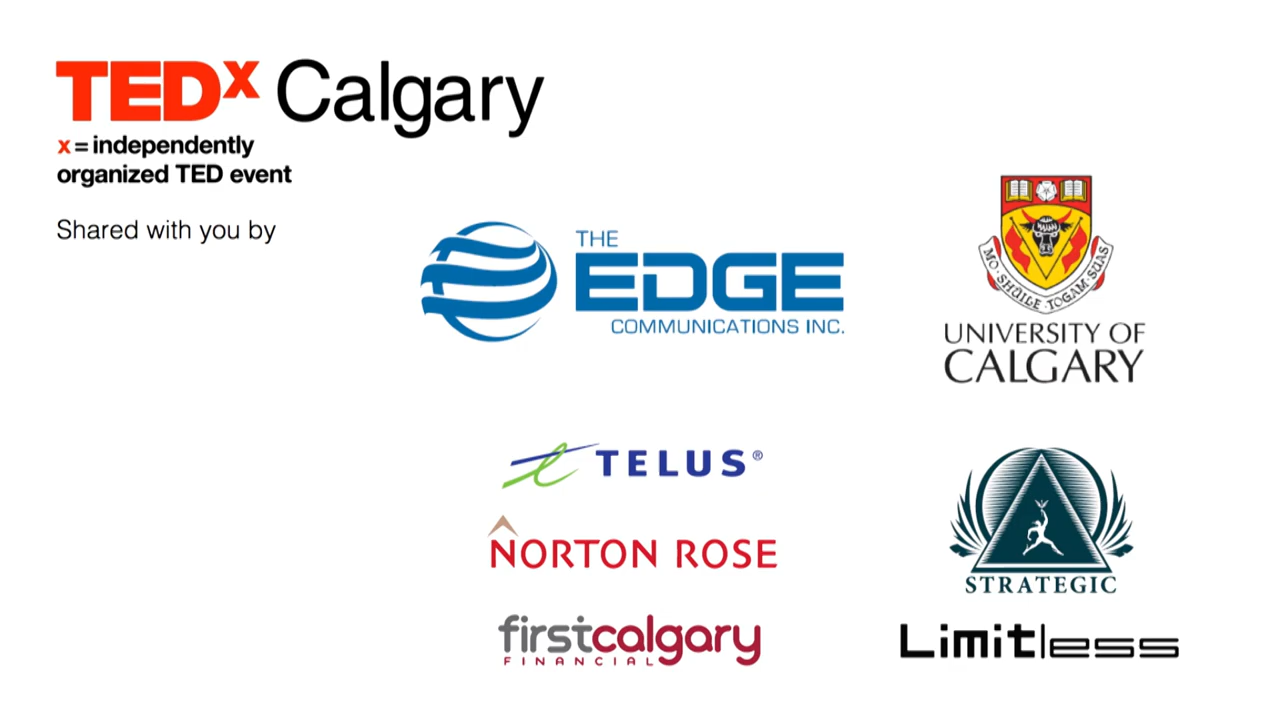 TEDx Calgary
x = independently
organized TED event
Shared with you by
THE
EDGE
COMMUNICATIONS INC.
MO·SHÙILE·TOGAM·SUAS
UNIVERSITY OF
CALGARY
TELUS®
NORTON ROSE
firstcalgary
FINANCIAL
STRATEGIC
Limitless